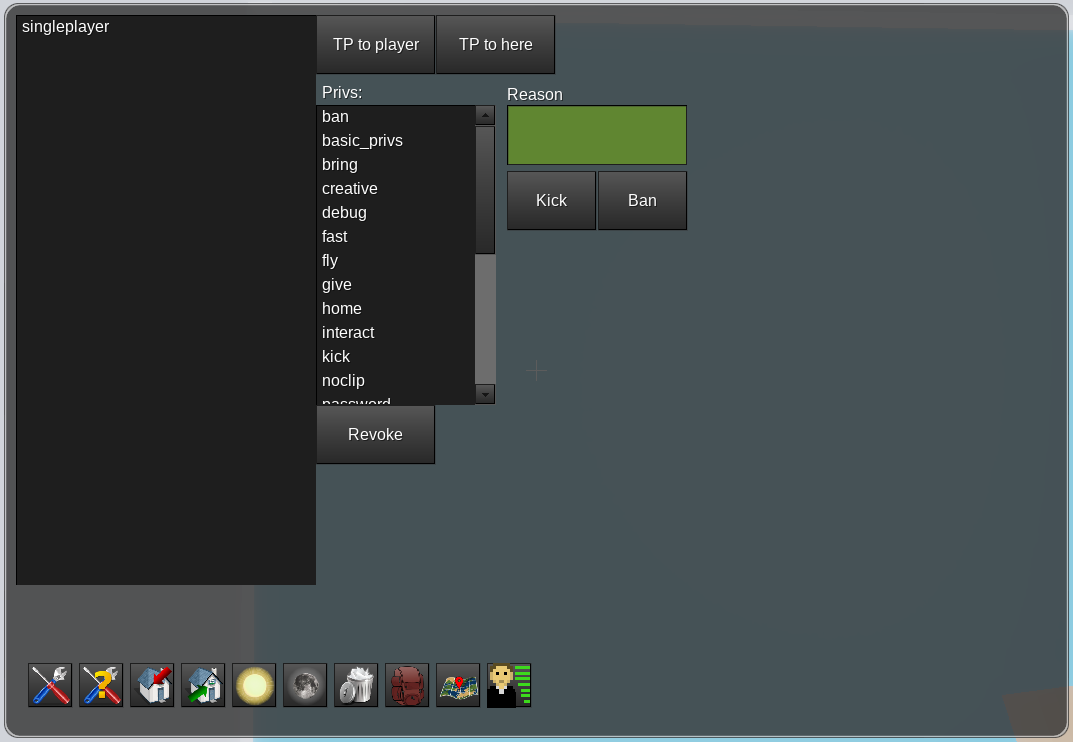 singleplayer
TP to player
TP to here
Privs:
Reason
ban
basic_privs
bring
creative
debug
fast
fly
give
home
interact
kick
noclip
password
Kick
Ban
Revoke